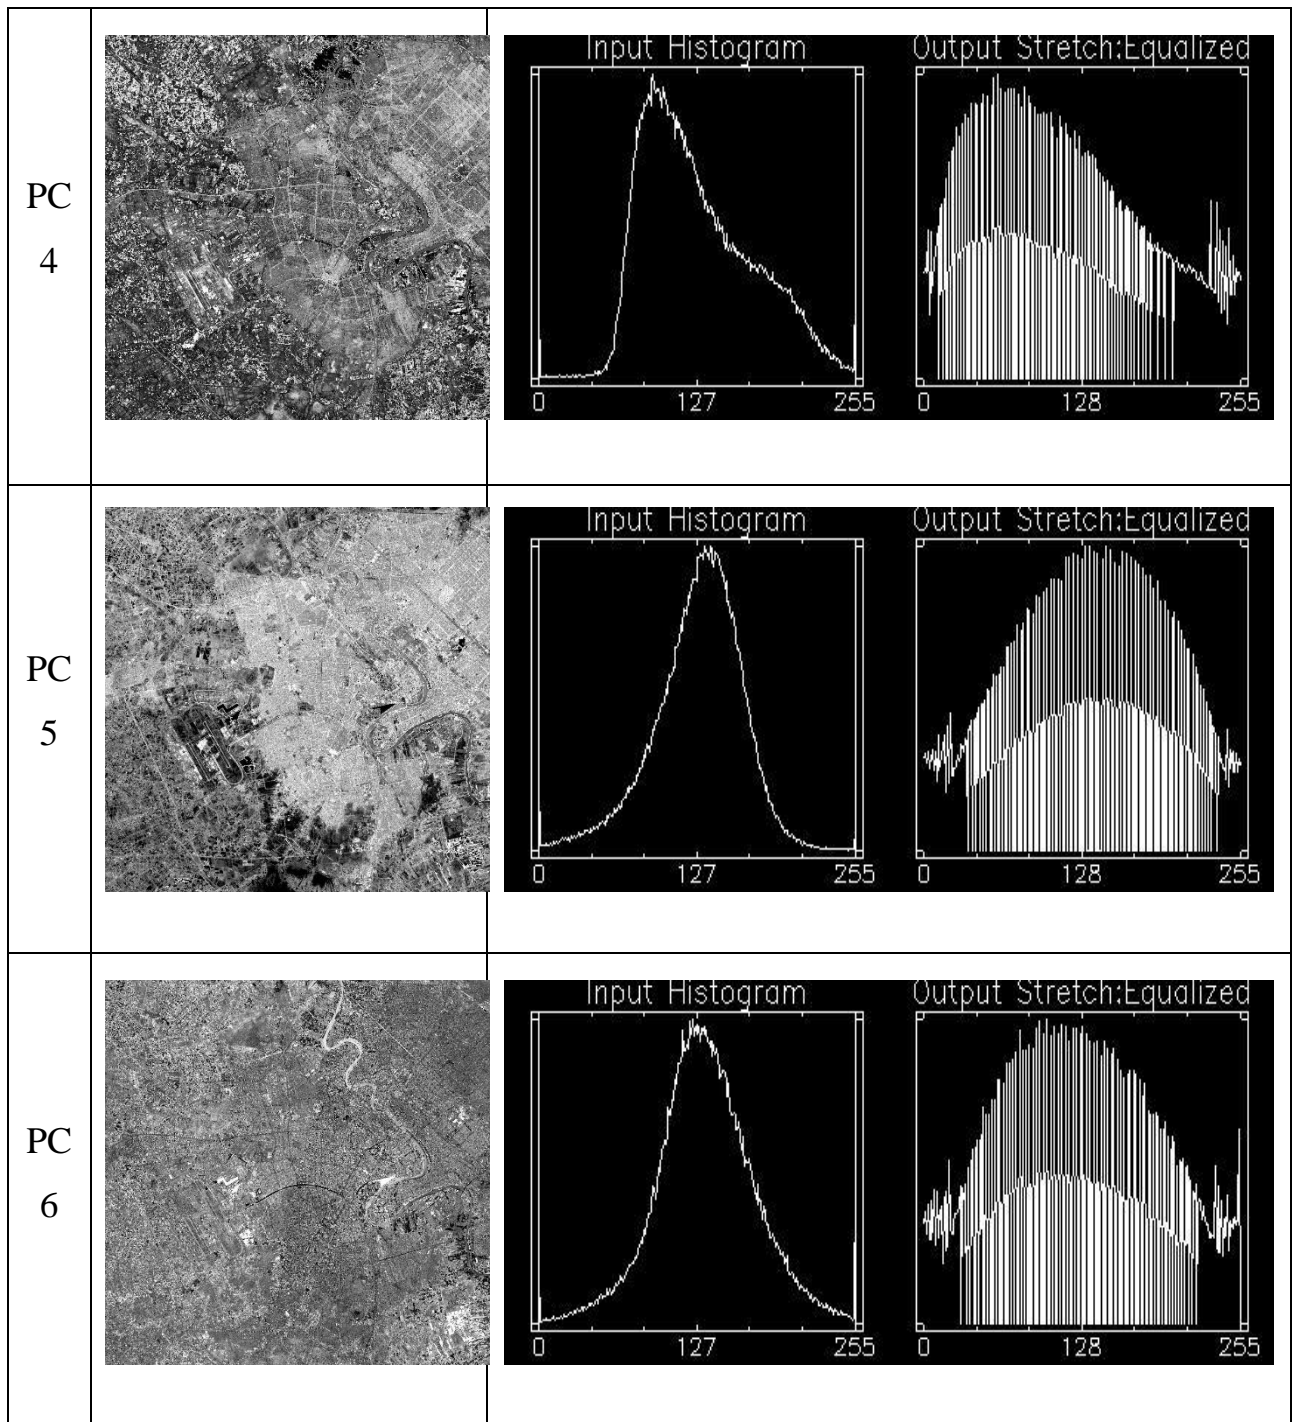 PC
4
Input Histogram
0 127 255
Output Stretch:Equalized
0 128 255
PC
5
Input Histogram
0 127 255
Output Stretch:Equalized
0 128 255
PC
6
Input Histogram
0 127 255
Output Stretch:Equalized
0 128 255